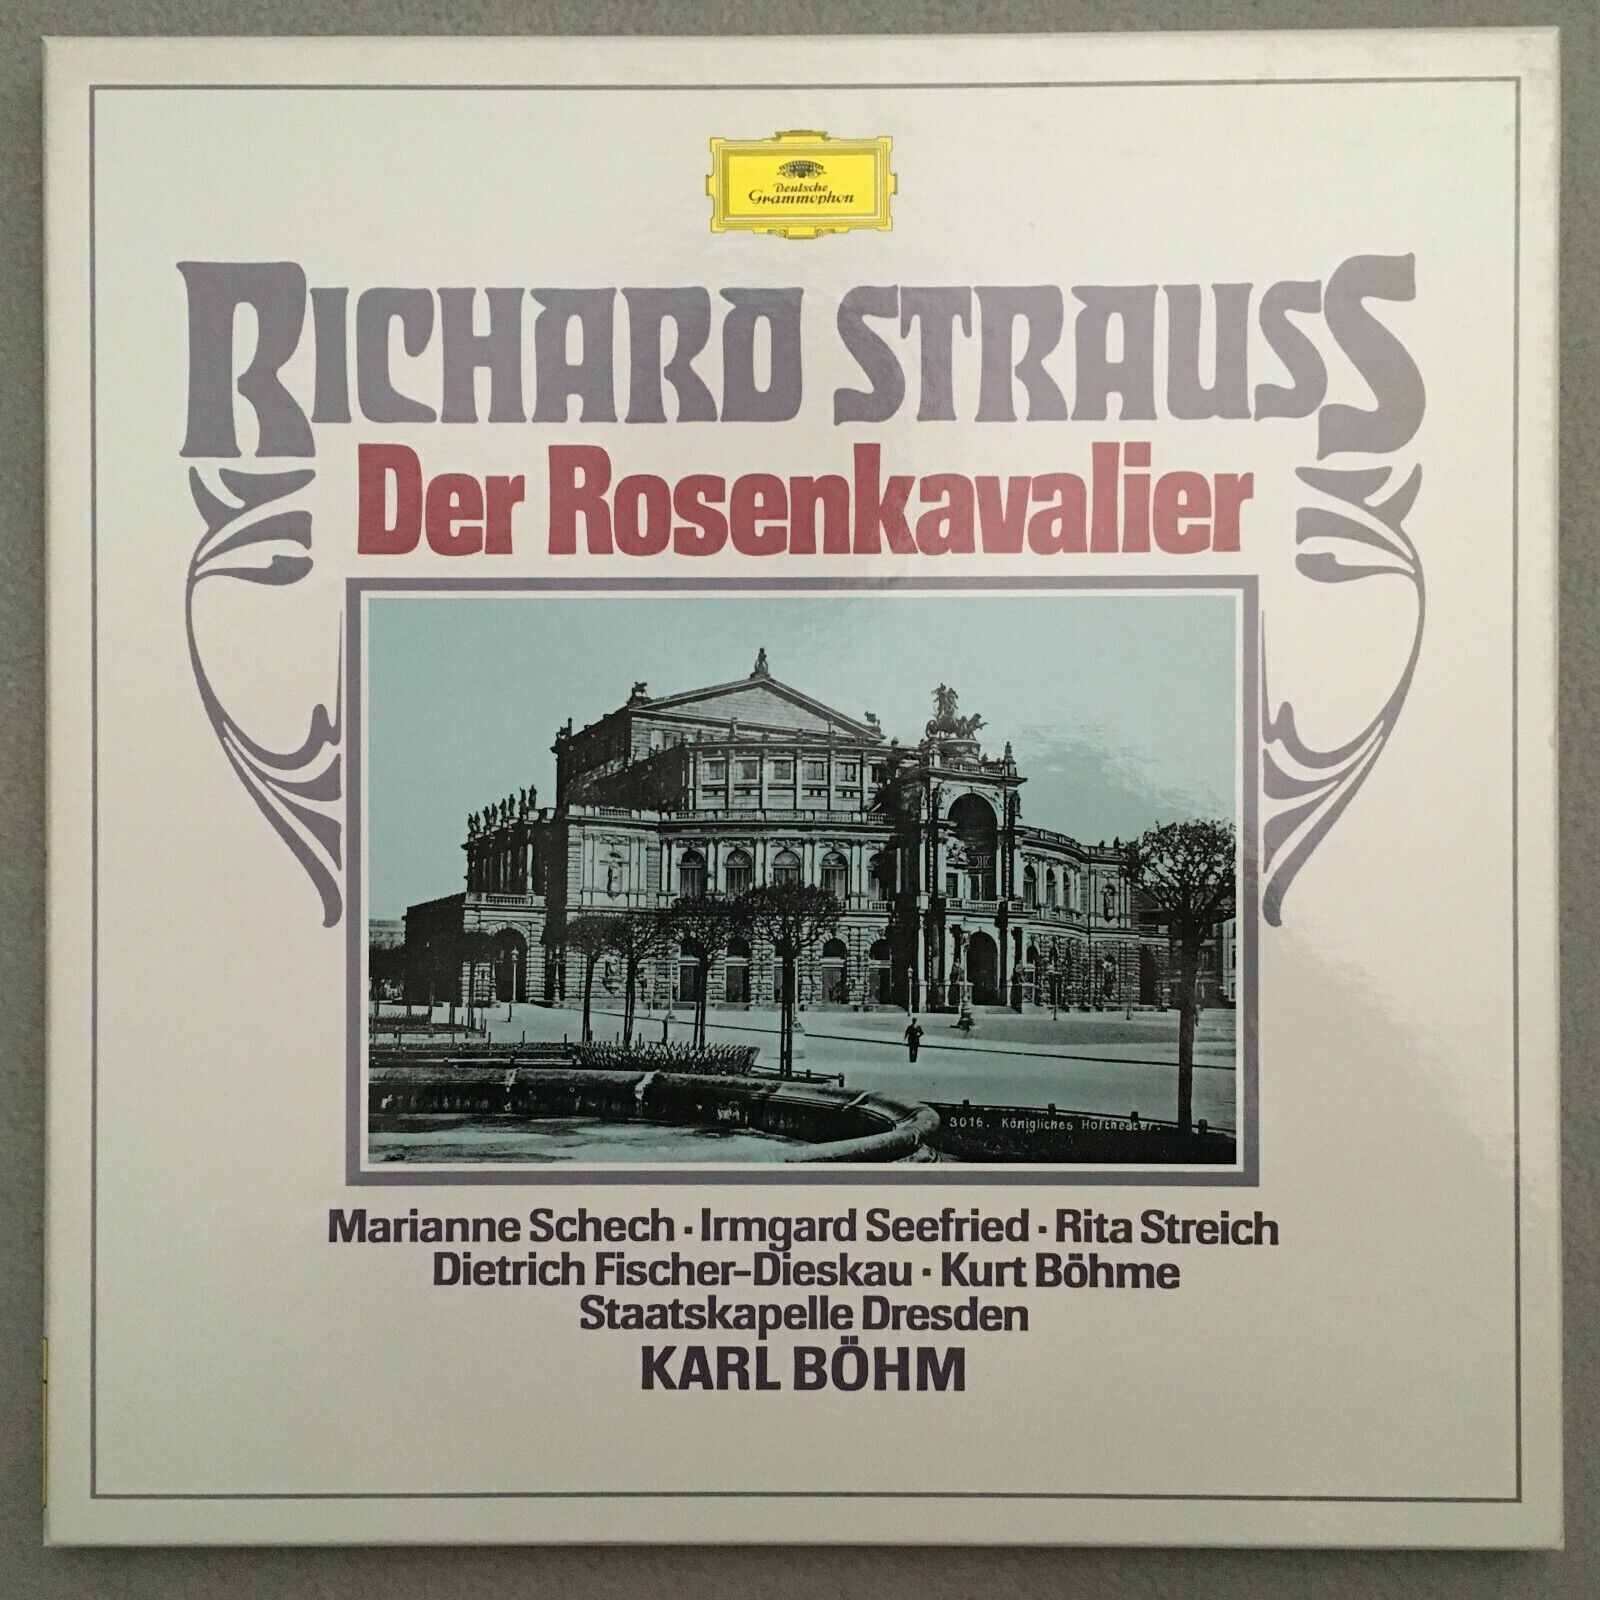 Deutsche
Grammophon
RICHARD STRAUSS
Der Rosenkavalier
3016. Königliches Hoftheater.
Marianne Schech · Irmgard Seefried · Rita Streich
Dietrich Fischer-Dieskau · Kurt Böhme
Staatskapelle Dresden
KARL BÖHM